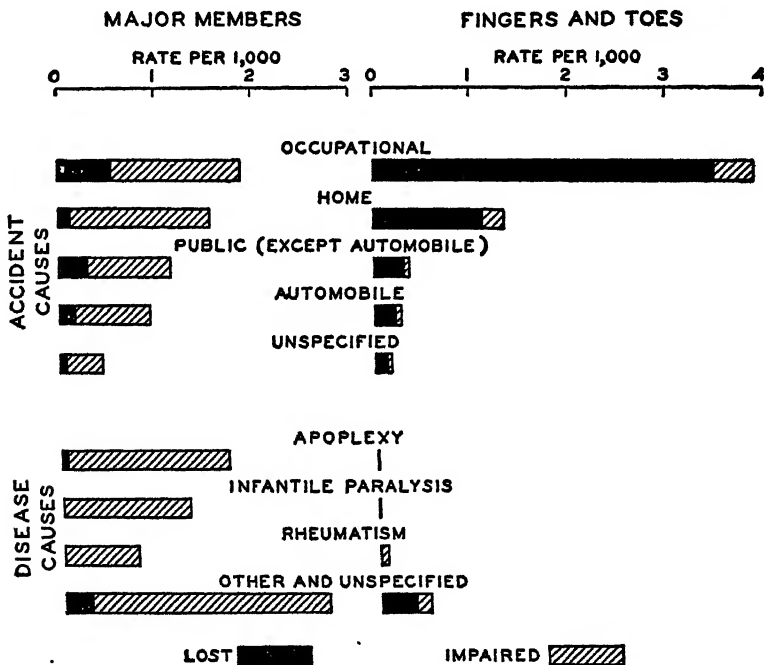 MAJOR MEMBERS
FINGERS AND TOES
RATE PER 1,000
RATE PER 1,000
0 1 2 3
0 1 2 3 4
ACCIDENT CAUSES
OCCUPATIONAL
HOME
PUBLIC (EXCEPT AUTOMOBILE)
AUTOMOBILE
UNSPECIFIED
DISEASE CAUSES
APOPLEXY
INFANTILE PARALYSIS
RHEUMATISM
OTHER AND UNSPECIFIED
LOST
IMPAIRED